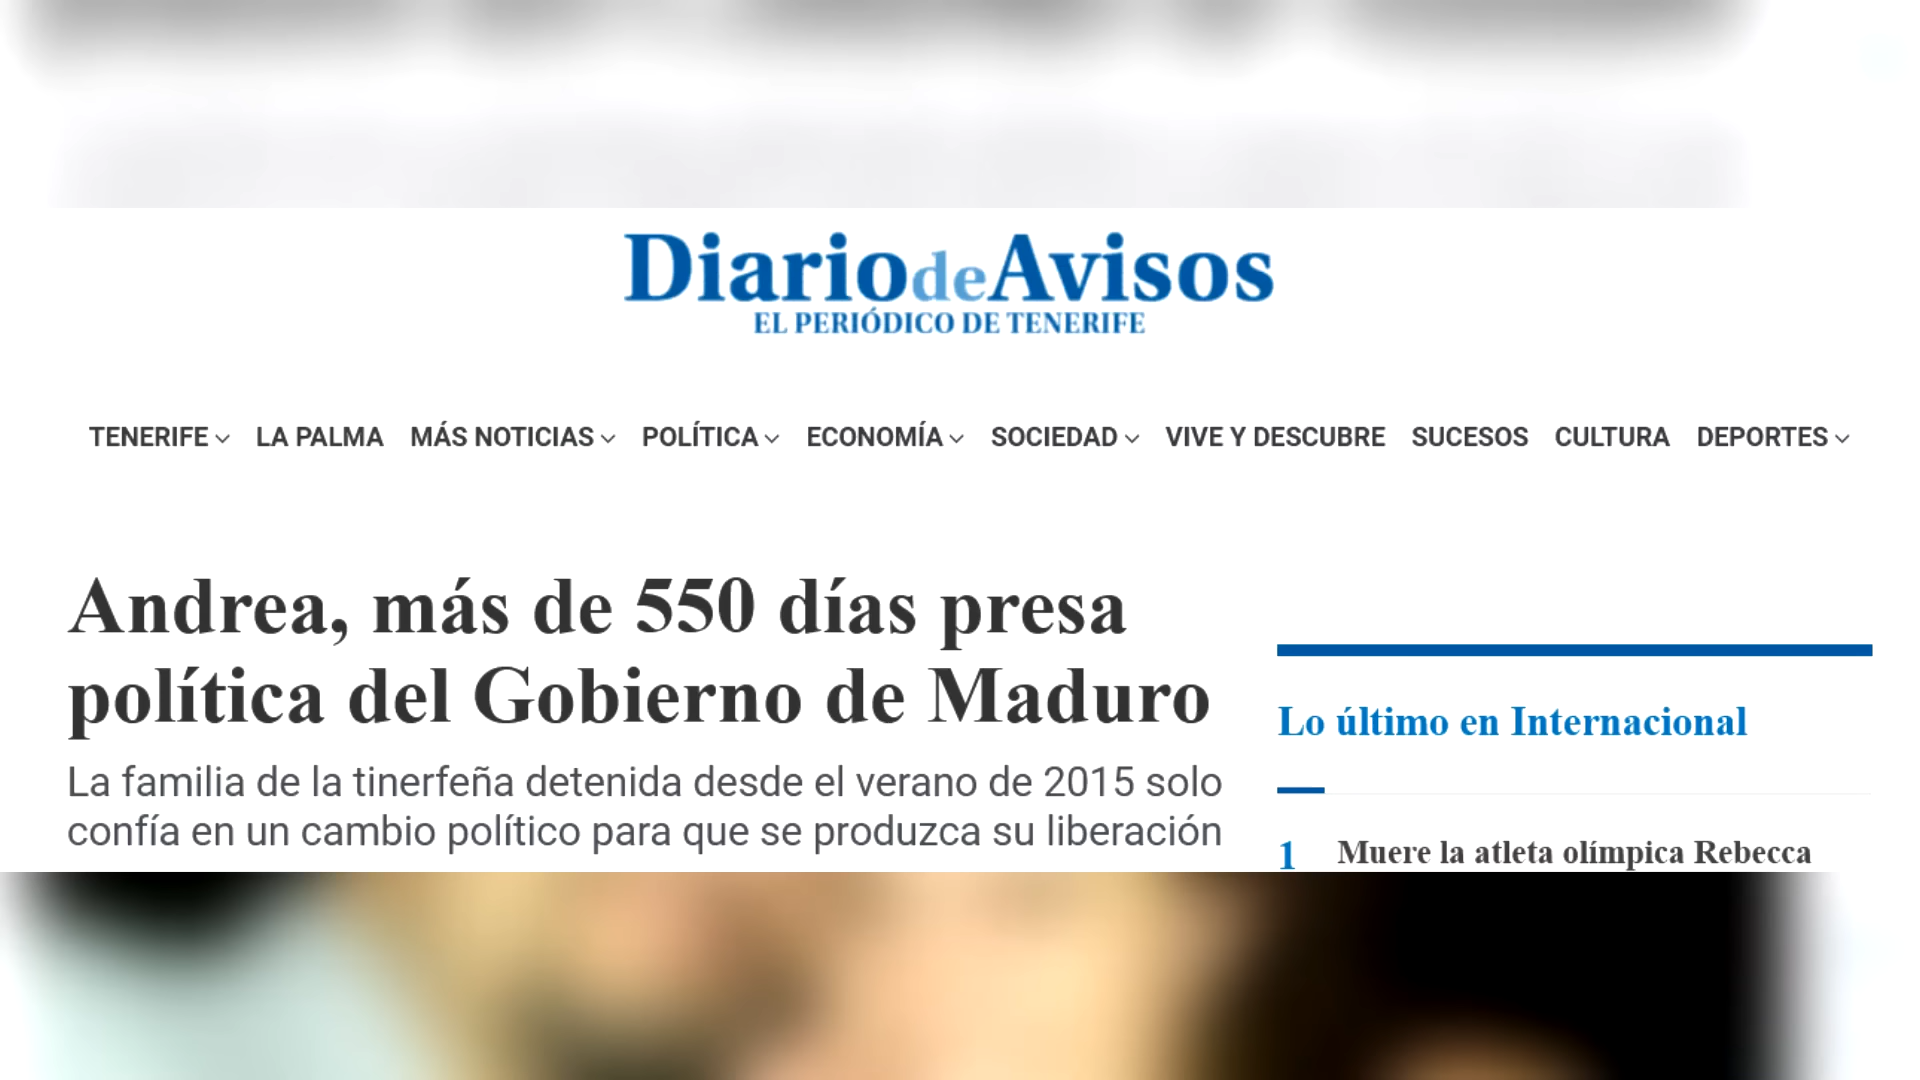 Diario de Avisos
EL PERIÓDICO DE TENERIFE
TENERIFE LA PALMA MÁS NOTICIAS POLÍTICA ECONOMÍA SOCIEDAD VIVE Y DESCUBRE SUCESOS CULTURA DEPORTES
Andrea, más de 550 días presa
política del Gobierno de Maduro
La familia de la tinerfeña detenida desde el verano de 2015 solo
confía en un cambio político para que se produzca su liberación
Lo último en Internacional
1 Muere la atleta olímpica Rebecca